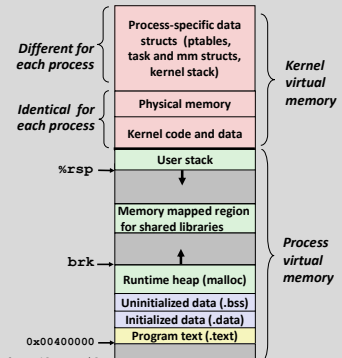 Different for
each process
Process-specific data
structs (ptables,
task and mm structs,
kernel stack)
Kernel
virtual
memory
Identical for
each process
Physical memory
Kernel code and data
User stack
%rsp
Memory mapped region
for shared libraries
Process
virtual
memory
brk
Runtime heap (malloc)
Uninitialized data (.bss)
Initialized data (.data)
Program text (.text)
0x00400000